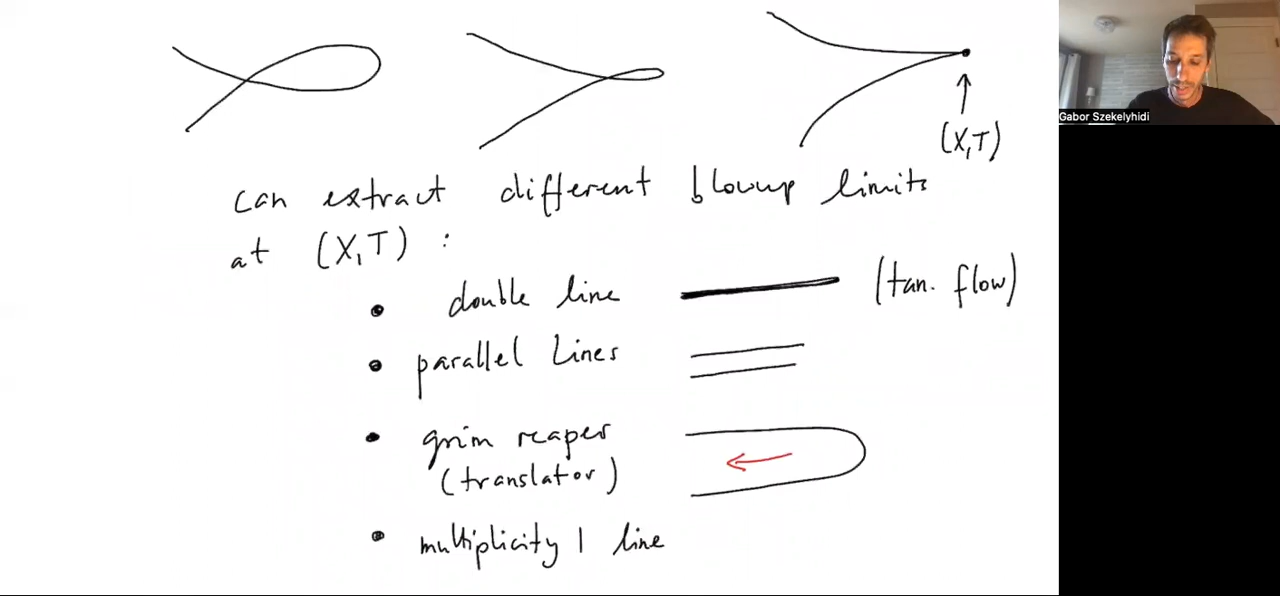 Gabor Szekelyhidi
(X,T)
can extract different blowup limits
at (X,T) :
• double line (tan. flow)
• parallel lines
• grim reaper
(translator)
• multiplicity 1 line